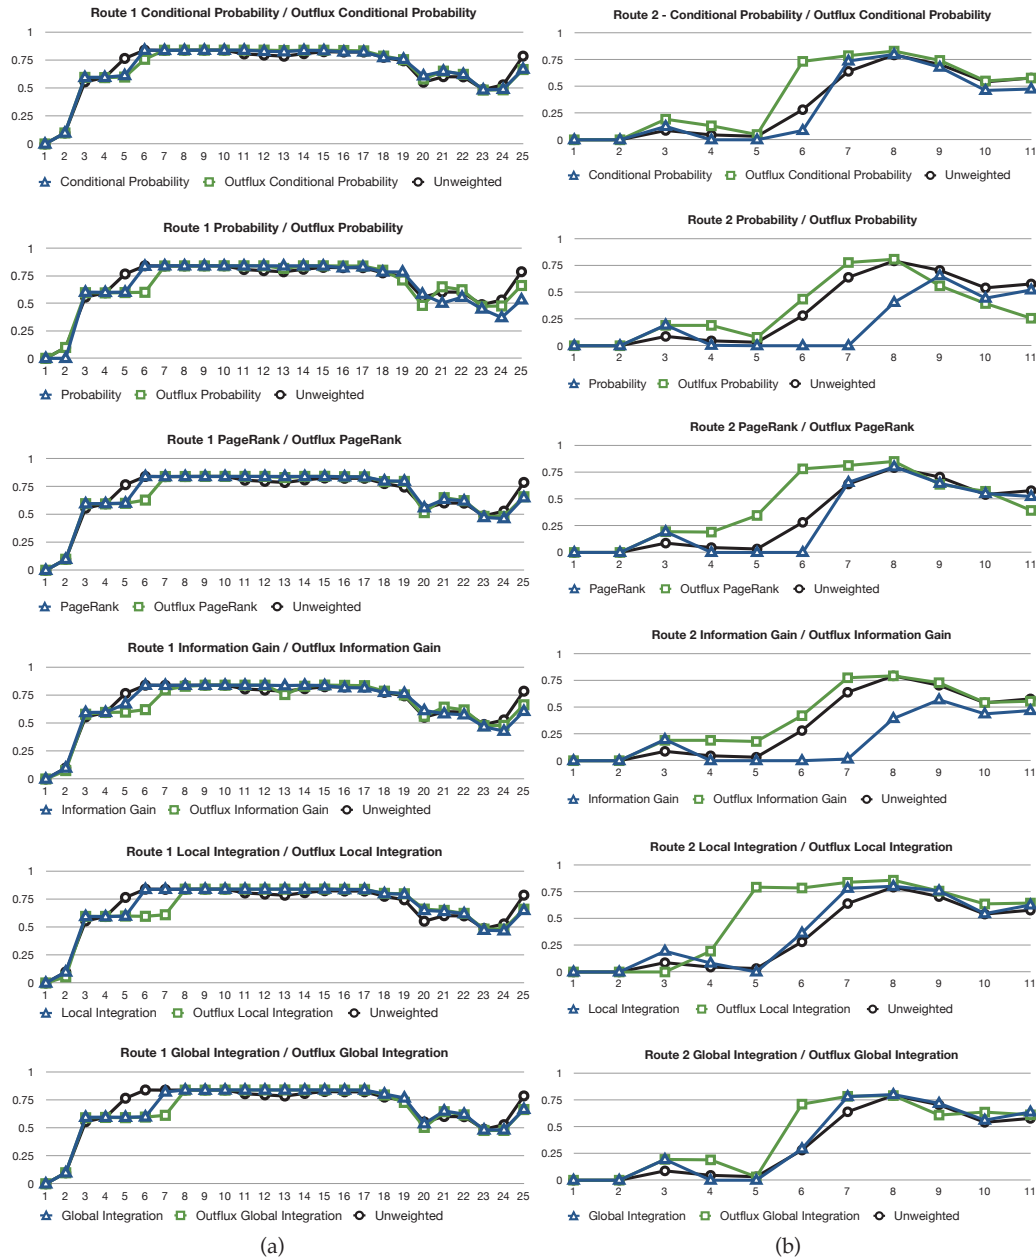 Route 1 Conditional Probability / Outflux Conditional Probability
1
0.75
0.5
0.25
0
1 2 3 4 5 6 7 8 9 10 11 12 13 14 15 16 17 18 19 20 21 22 23 24 25
Conditional Probability Outflux Conditional Probability Unweighted
Route 1 Probability / Outflux Probability
1
0.75
0.5
0.25
0
1 2 3 4 5 6 7 8 9 10 11 12 13 14 15 16 17 18 19 20 21 22 23 24 25
Probability Outflux Probability Unweighted
Route 1 PageRank / Outflux PageRank
1
0.75
0.5
0.25
0
1 2 3 4 5 6 7 8 9 10 11 12 13 14 15 16 17 18 19 20 21 22 23 24 25
PageRank Outflux PageRank Unweighted
Route 1 Information Gain / Outflux Information Gain
1
0.75
0.5
0.25
0
1 2 3 4 5 6 7 8 9 10 11 12 13 14 15 16 17 18 19 20 21 22 23 24 25
Information Gain Outflux Information Gain Unweighted
Route 1 Local Integration / Outflux Local Integration
1
0.75
0.5
0.25
0
1 2 3 4 5 6 7 8 9 10 11 12 13 14 15 16 17 18 19 20 21 22 23 24 25
Local Integration Outflux Local Integration Unweighted
Route 1 Global Integration / Outflux Global Integration
1
0.75
0.5
0.25
0
1 2 3 4 5 6 7 8 9 10 11 12 13 14 15 16 17 18 19 20 21 22 23 24 25
Global Integration Outflux Global Integration Unweighted
(a)
Route 2 - Conditional Probability / Outflux Conditional Probability
1
0.75
0.5
0.25
0
1 2 3 4 5 6 7 8 9 10 11
Conditional Probability Outflux Conditional Probability Unweighted
Route 2 Probability / Outflux Probability
1
0.75
0.5
0.25
0
1 2 3 4 5 6 7 8 9 10 11
Probability Outflux Probability Unweighted
Route 2 PageRank / Outflux PageRank
1
0.75
0.5
0.25
0
1 2 3 4 5 6 7 8 9 10 11
PageRank Outflux PageRank Unweighted
Route 2 Information Gain / Outflux Information Gain
1
0.75
0.5
0.25
0
1 2 3 4 5 6 7 8 9 10 11
Information Gain Outflux Information Gain Unweighted
Route 2 Local Integration / Outflux Local Integration
1
0.75
0.5
0.25
0
1 2 3 4 5 6 7 8 9 10 11
Local Integration Outflux Local Integration Unweighted
Route 2 Global Integration / Outflux Global Integration
1
0.75
0.5
0.25
0
1 2 3 4 5 6 7 8 9 10 11
Global Integration Outflux Global Integration Unweighted
(b)